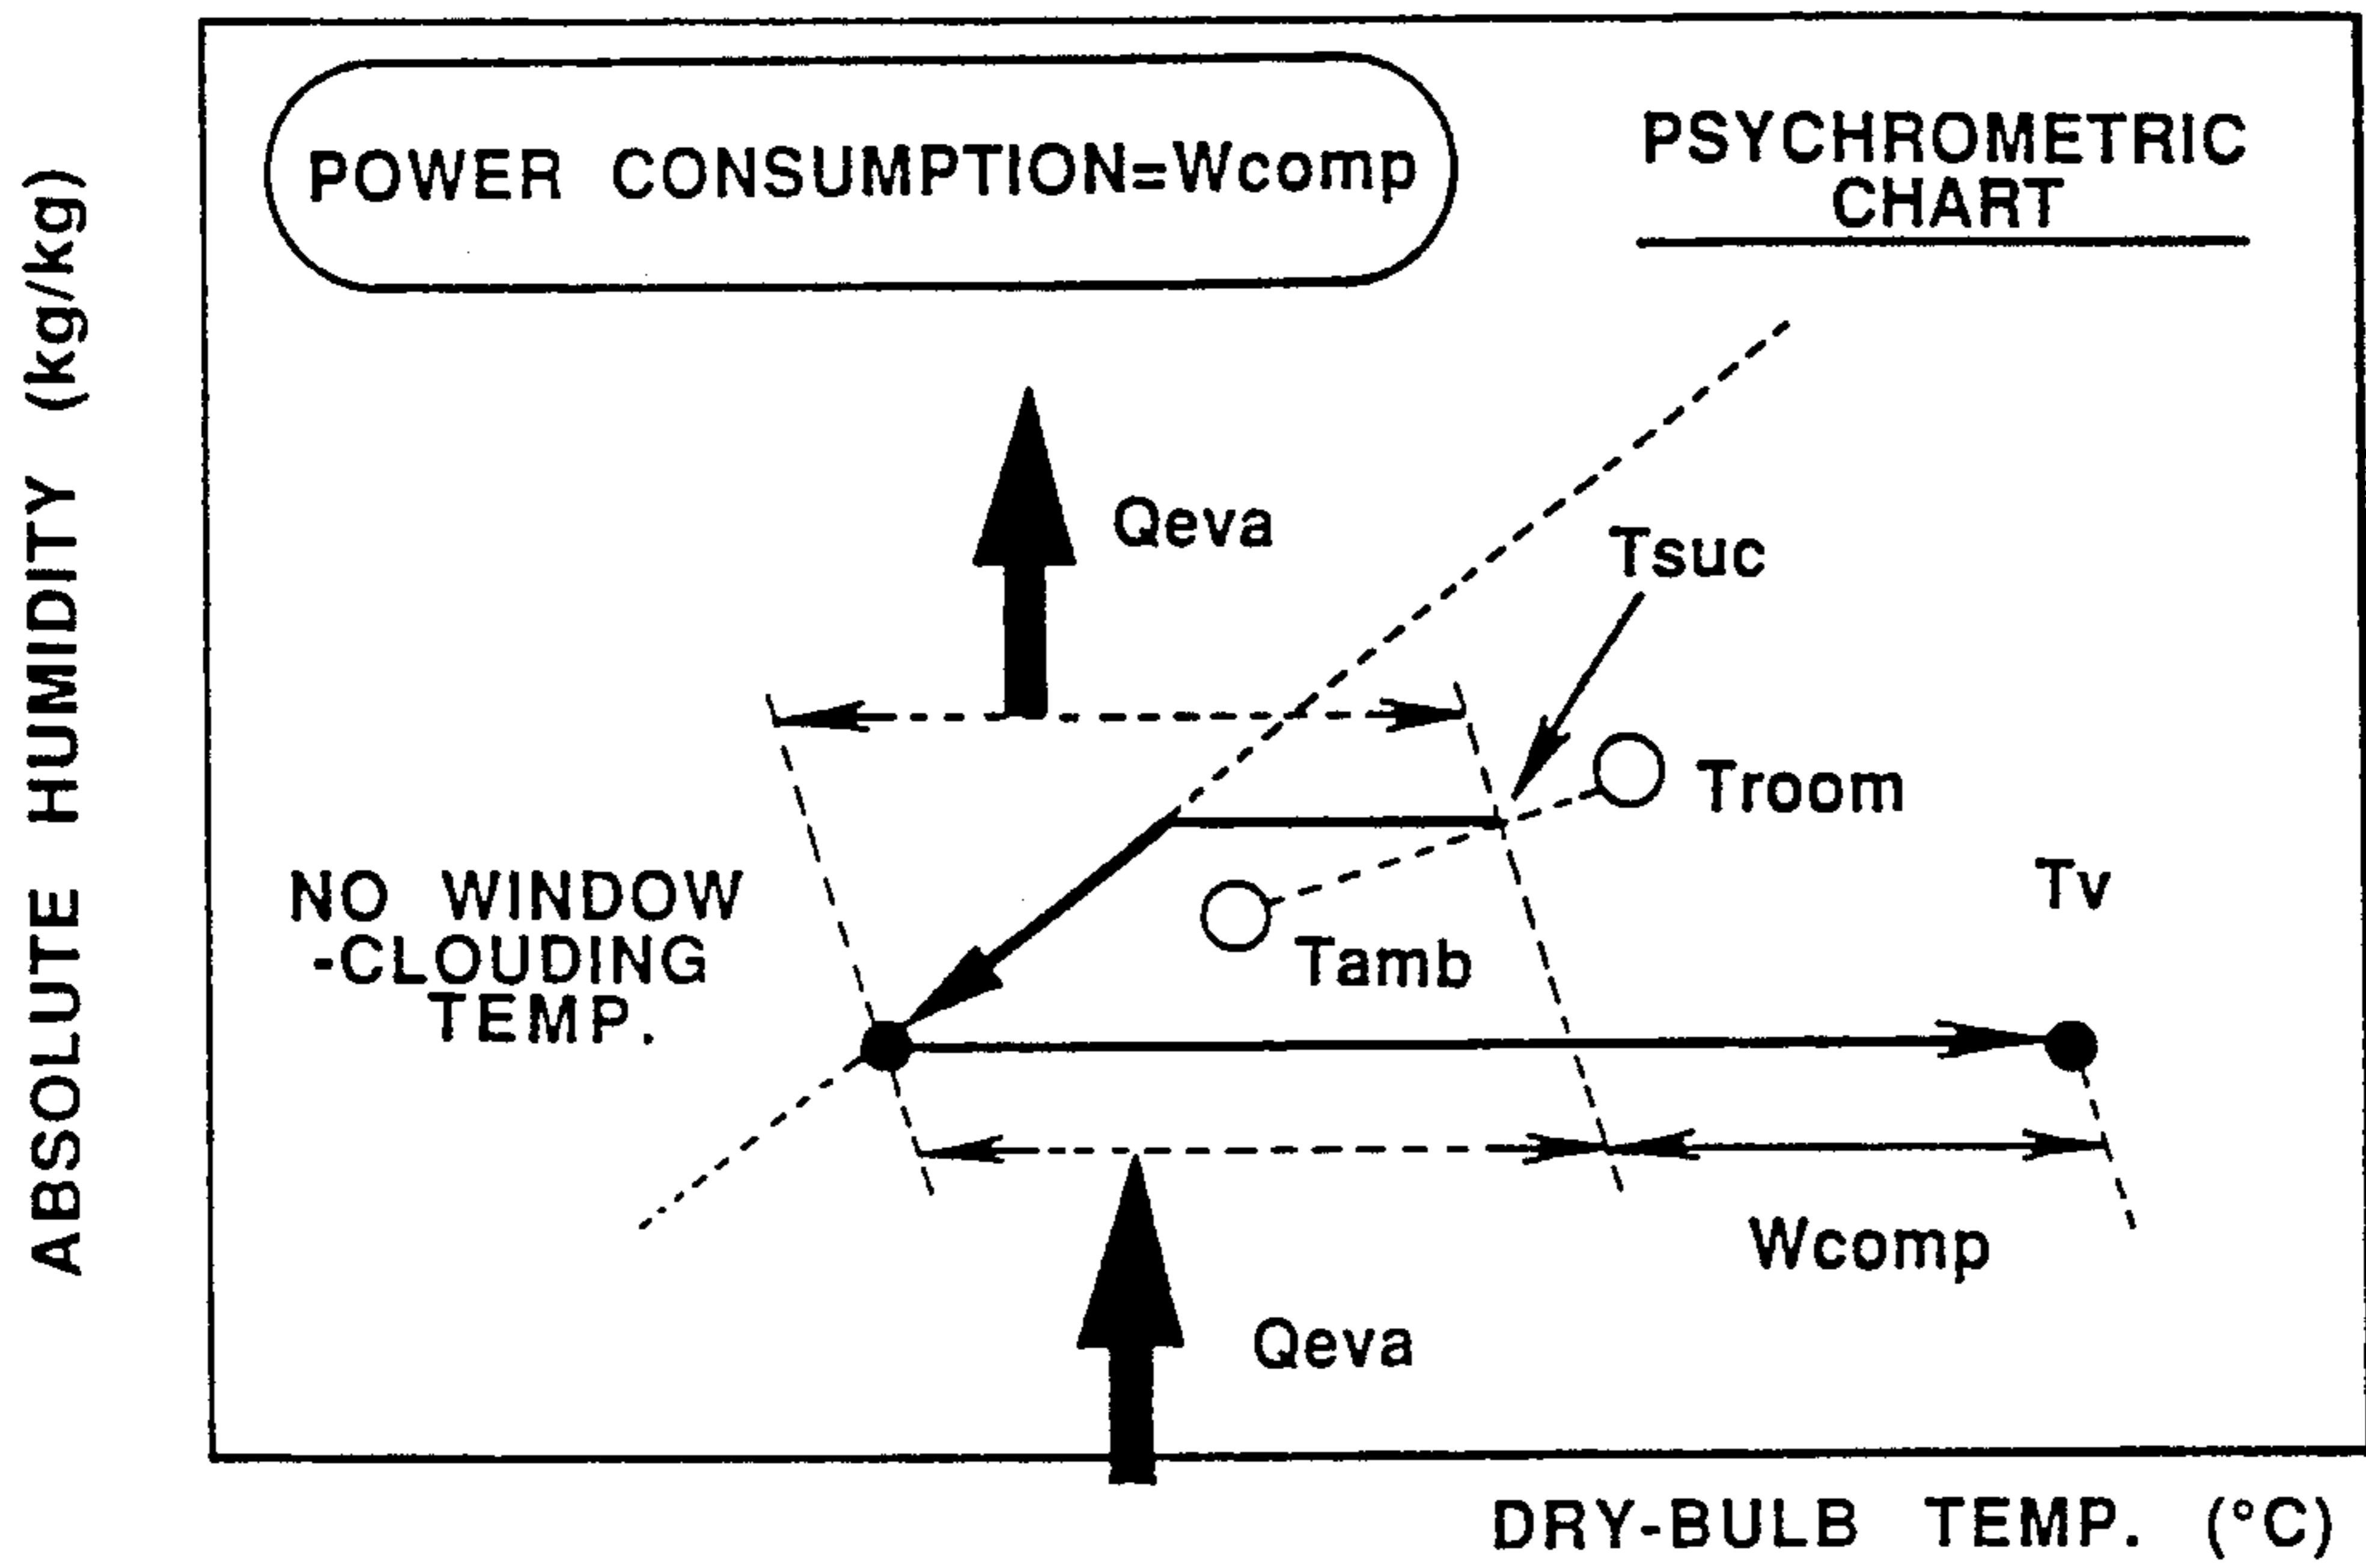 POWER CONSUMPTION=Wcomp
PSYCHROMETRIC
CHART
ABSOLUTE HUMIDITY (kg/kg)
Qeva
Tsuc
Troom
Tv
NO WINDOW
-CLOUDING
TEMP.
Tamb
Wcomp
Qeva
DRY-BULB TEMP. (°C)